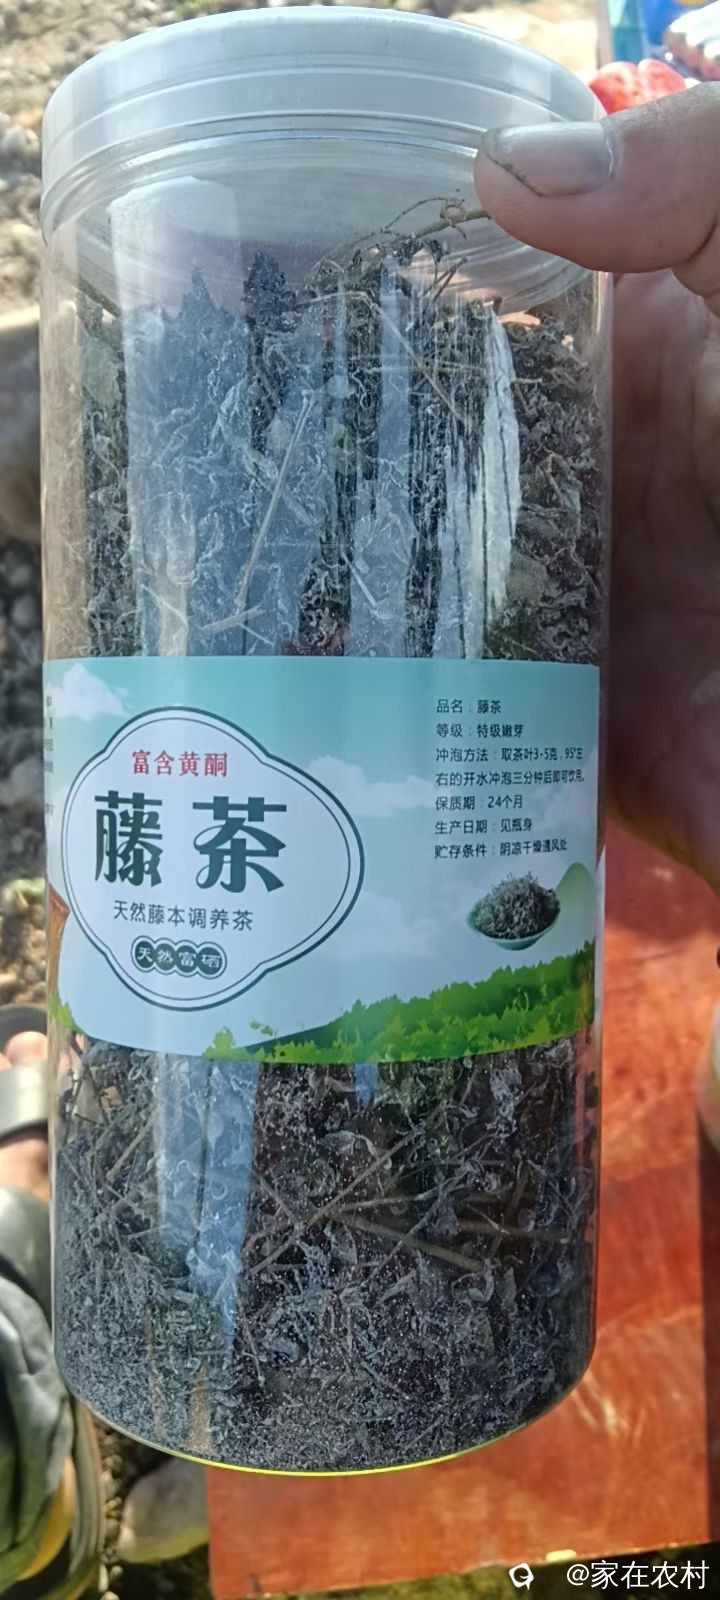 富含黄酮
藤茶
天然藤本调养茶
天然富硒
品名：藤茶
等级：特级嫩芽
冲泡方法：取茶叶3-5克，95°左
右的开水冲泡三分钟后即可饮用。
保质期：24个月
生产日期：见瓶身
贮存条件：阴凉干燥通风处
@家在农村